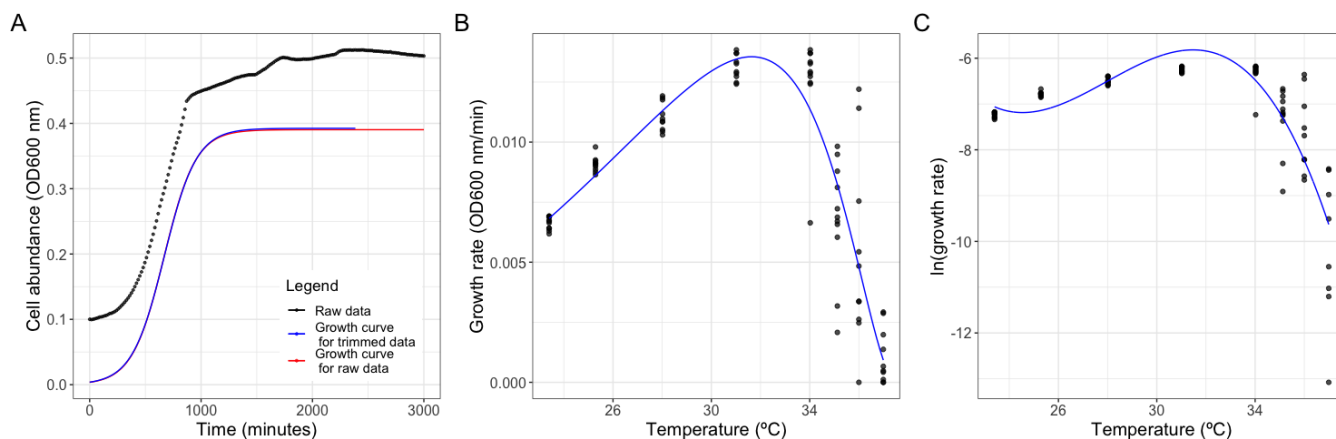 A
Cell abundance (OD600 nm)
0.5
0.4
0.3
0.2
0.1
0.0
Legend
Raw data
Growth curve
for trimmed data
Growth curve
for raw data
0 1000 2000 3000
Time (minutes)
B
Growth rate (OD600 nm/min)
0.010
0.005
0.000
26 31 34
Temperature (ºC)
C
ln(growth rate)
-6
-8
-10
-12
26 31 34
Temperature (ºC)